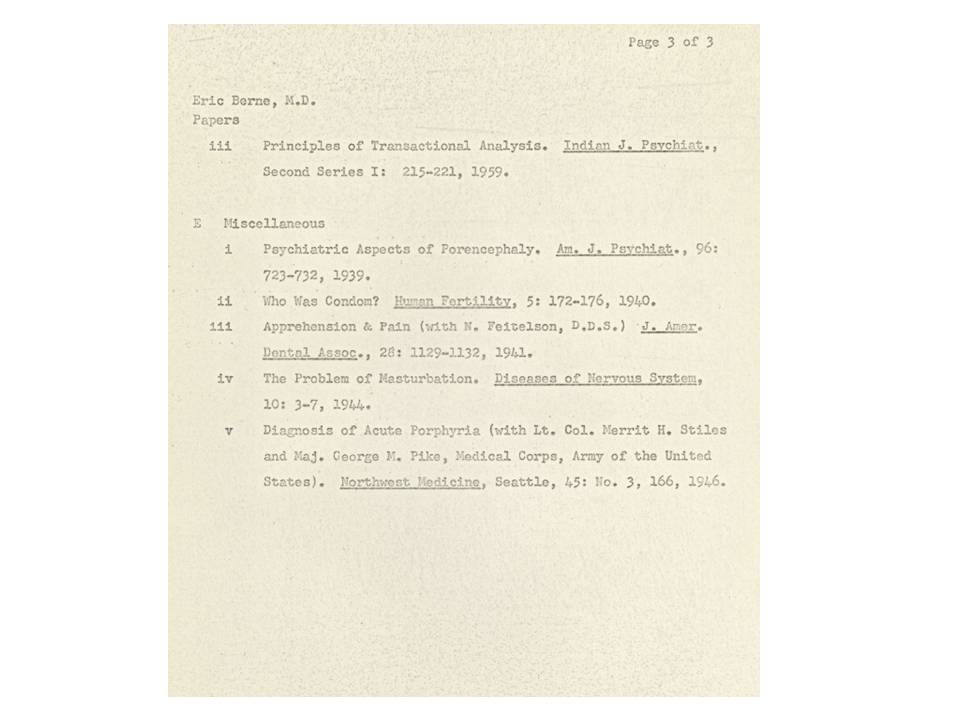 Page 3 of 3
Eric Berne, M.D.
Papers
iii Principles of Transactional Analysis. Indian J. Psychiat.,
Second Series I: 215-221, 1959.
E Miscellaneous
i Psychiatric Aspects of Porencephaly. Am. J. Psychiat., 96:
723-732, 1939.
ii Who Was Condom? Human Fertility, 5: 172-176, 1940.
iii Apprehension & Pain (with N. Feitelson, D.D.S.) J. Amer.
Dental Assoc., 28: 1129-1132, 1941.
iv The Problem of Masturbation. Diseases of Nervous System,
10: 3-7, 1944.
v Diagnosis of Acute Porphyria (with Lt. Col. Merrit H. Stiles
and Maj. George M. Pike, Medical Corps, Army of the United
States). Northwest Medicine, Seattle, 45: No. 3, 166, 1946.